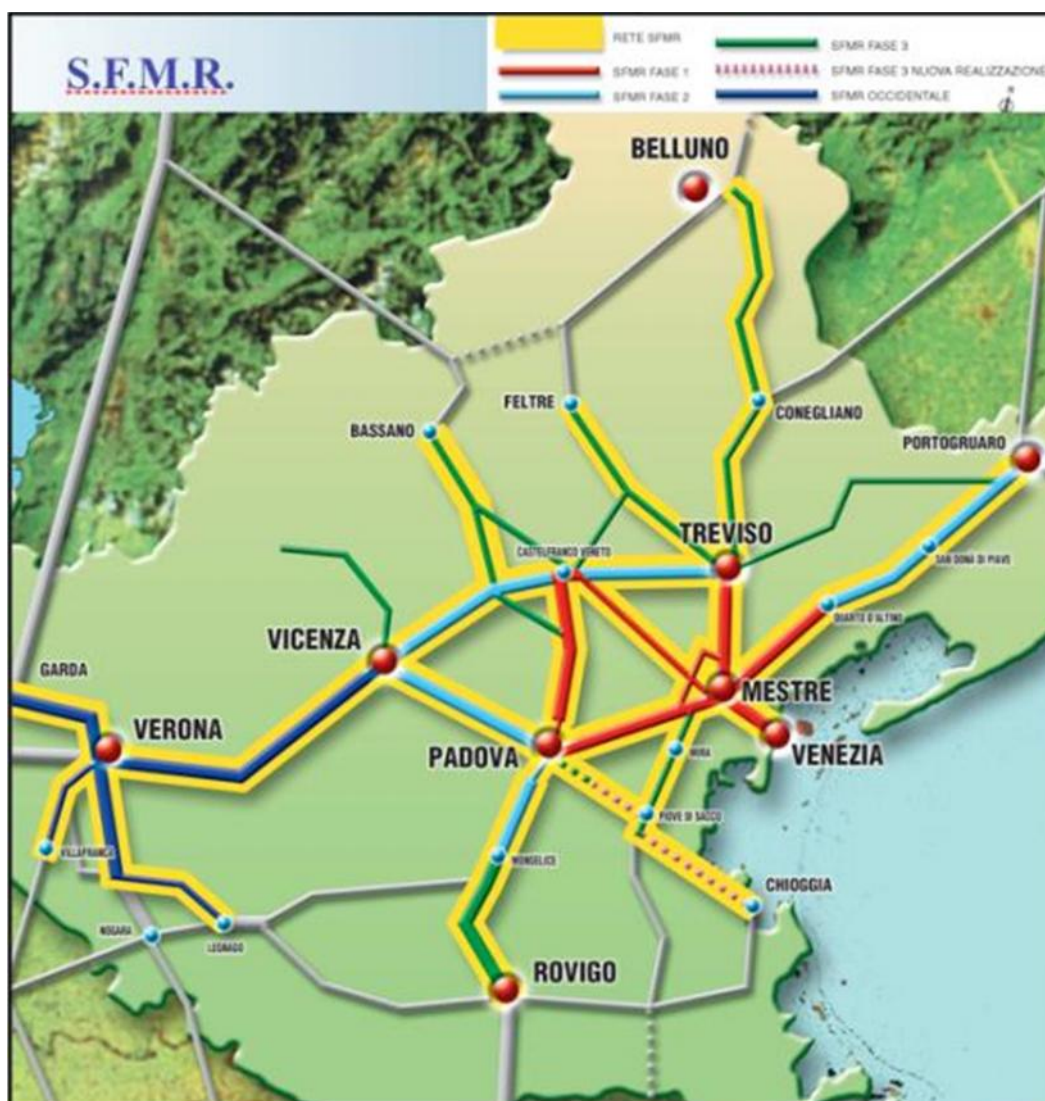 S.F.M.R.
RETE SFMR
SFMR FASE 1
SFMR FASE 2
SFMR FASE 3
SFMR FASE 3 NUOVA REALIZZAZIONE
SFMR OCCIDENTALE
N
BELLUNO
FELTRE
CONEGLIANO
BASSANO
PORTOGRUARO
TREVISO
CASTELFRANCO VENETO
SAN DONA DI PIAVE
QUARTO D'ALTINO
VICENZA
GARDA
VERONA
MESTRE
PADOVA
MIRA
VENEZIA
PIOVE DI SACCO
VILLAFRANCA
MONSELICE
CHIOGGIA
NOGARA
LEGNAGO
ROVIGO